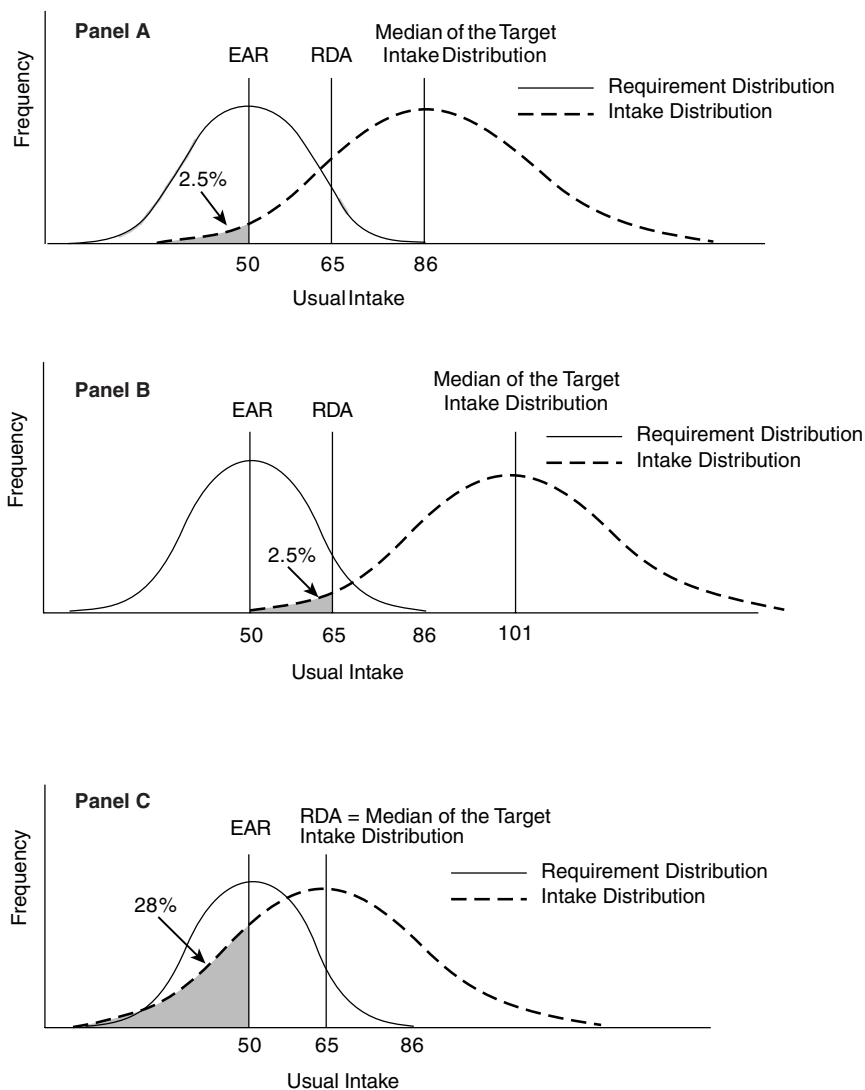 Panel A
EAR
RDA
Median of the Target
Intake Distribution
Requirement Distribution
Intake Distribution
Frequency
2.5%
50
65
86
Usual Intake
Panel B
EAR
RDA
Median of the Target
Intake Distribution
Requirement Distribution
Intake Distribution
Frequency
2.5%
50
65
86
101
Usual Intake
Panel C
EAR
RDA = Median of the Target
Intake Distribution
Requirement Distribution
Intake Distribution
Frequency
28%
50
65
86
Usual Intake